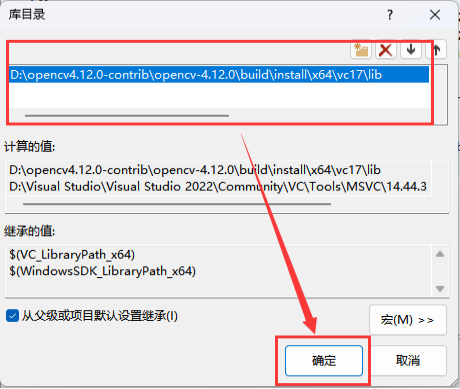 库目录
D:\opencv4.12.0-contrib\opencv-4.12.0\build\install\x64\vc17\lib
计算的值:
D:\opencv4.12.0-contrib\opencv-4.12.0\build\install\x64\vc17\lib
D:\Visual Studio\Visual Studio 2022\Community\VC\Tools\MSVC\14.44.3
继承的值:
$(VC_LibraryPath_x64)
$(WindowsSDK_LibraryPath_x64)
从父级或项目默认设置继承(I)
宏(M) >>
确定
取消